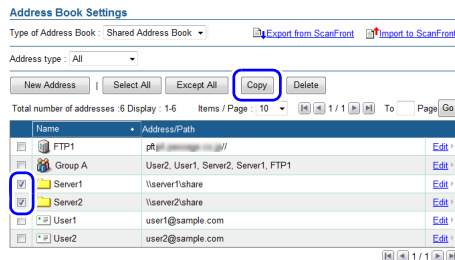 Address Book Settings
Type of Address Book : Shared Address Book Export from ScanFront Import to ScanFront
Address type : All
New Address | Select All Except All Copy Delete
Total number of addresses :6 Display : 1-6 Items / Page : 10 1 / 1 To Page Go
Name Address/Path
FTP1 pft //
Edit
Group A User2, User1, Server2, Server1, FTP1 Edit
Server1 \\server1\share Edit
Server2 \\server2\share Edit
User1 user1@sample.com Edit
User2 user2@sample.com Edit
1 / 1